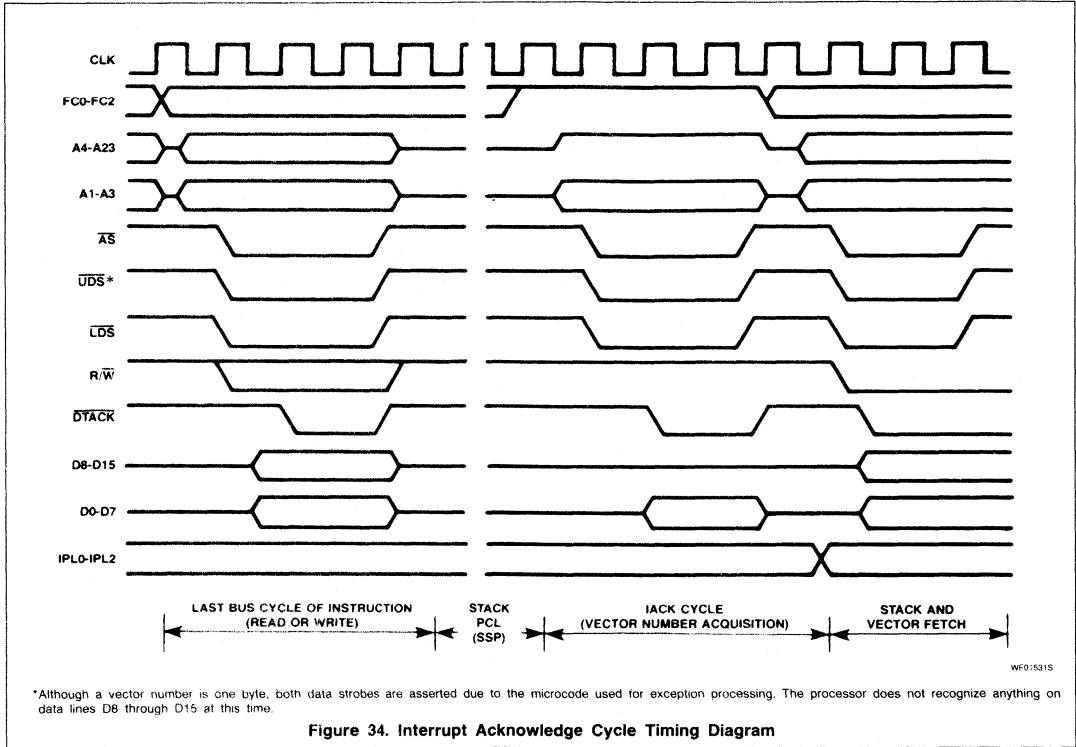 CLK
FC0-FC2
A4-A23
A1-A3
AS
UDS*
LDS
R/W
DTACK
D8-D15
D0-D7
IPL0-IPL2
LAST BUS CYCLE OF INSTRUCTION
(READ OR WRITE)
STACK
PCL
(SSP)
IACK CYCLE
(VECTOR NUMBER ACQUISITION)
STACK AND
VECTOR FETCH
*Although a vector number is one byte, both data strobes are asserted due to the microcode used for exception processing. The processor does not recognize anything on
data lines D8 through D15 at this time.
Figure 34. Interrupt Acknowledge Cycle Timing Diagram